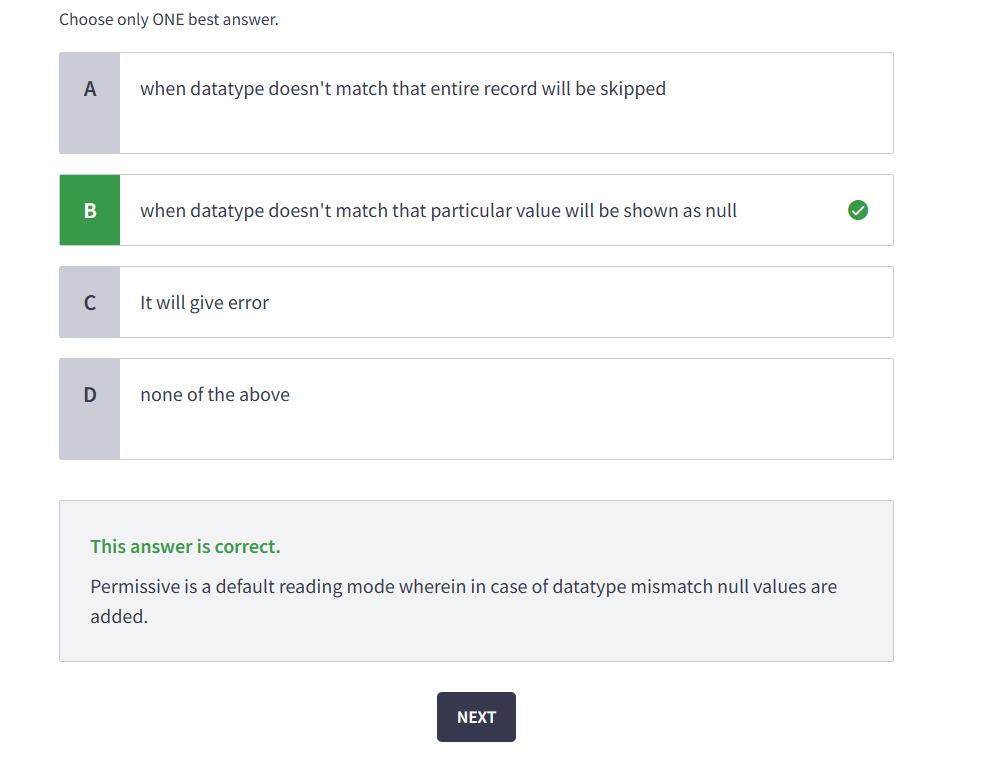 Choose only ONE best answer.
A when datatype doesn't match that entire record will be skipped
B when datatype doesn't match that particular value will be shown as null
C It will give error
D none of the above
This answer is correct.
Permissive is a default reading mode wherein in case of datatype mismatch null values are
added.
NEXT